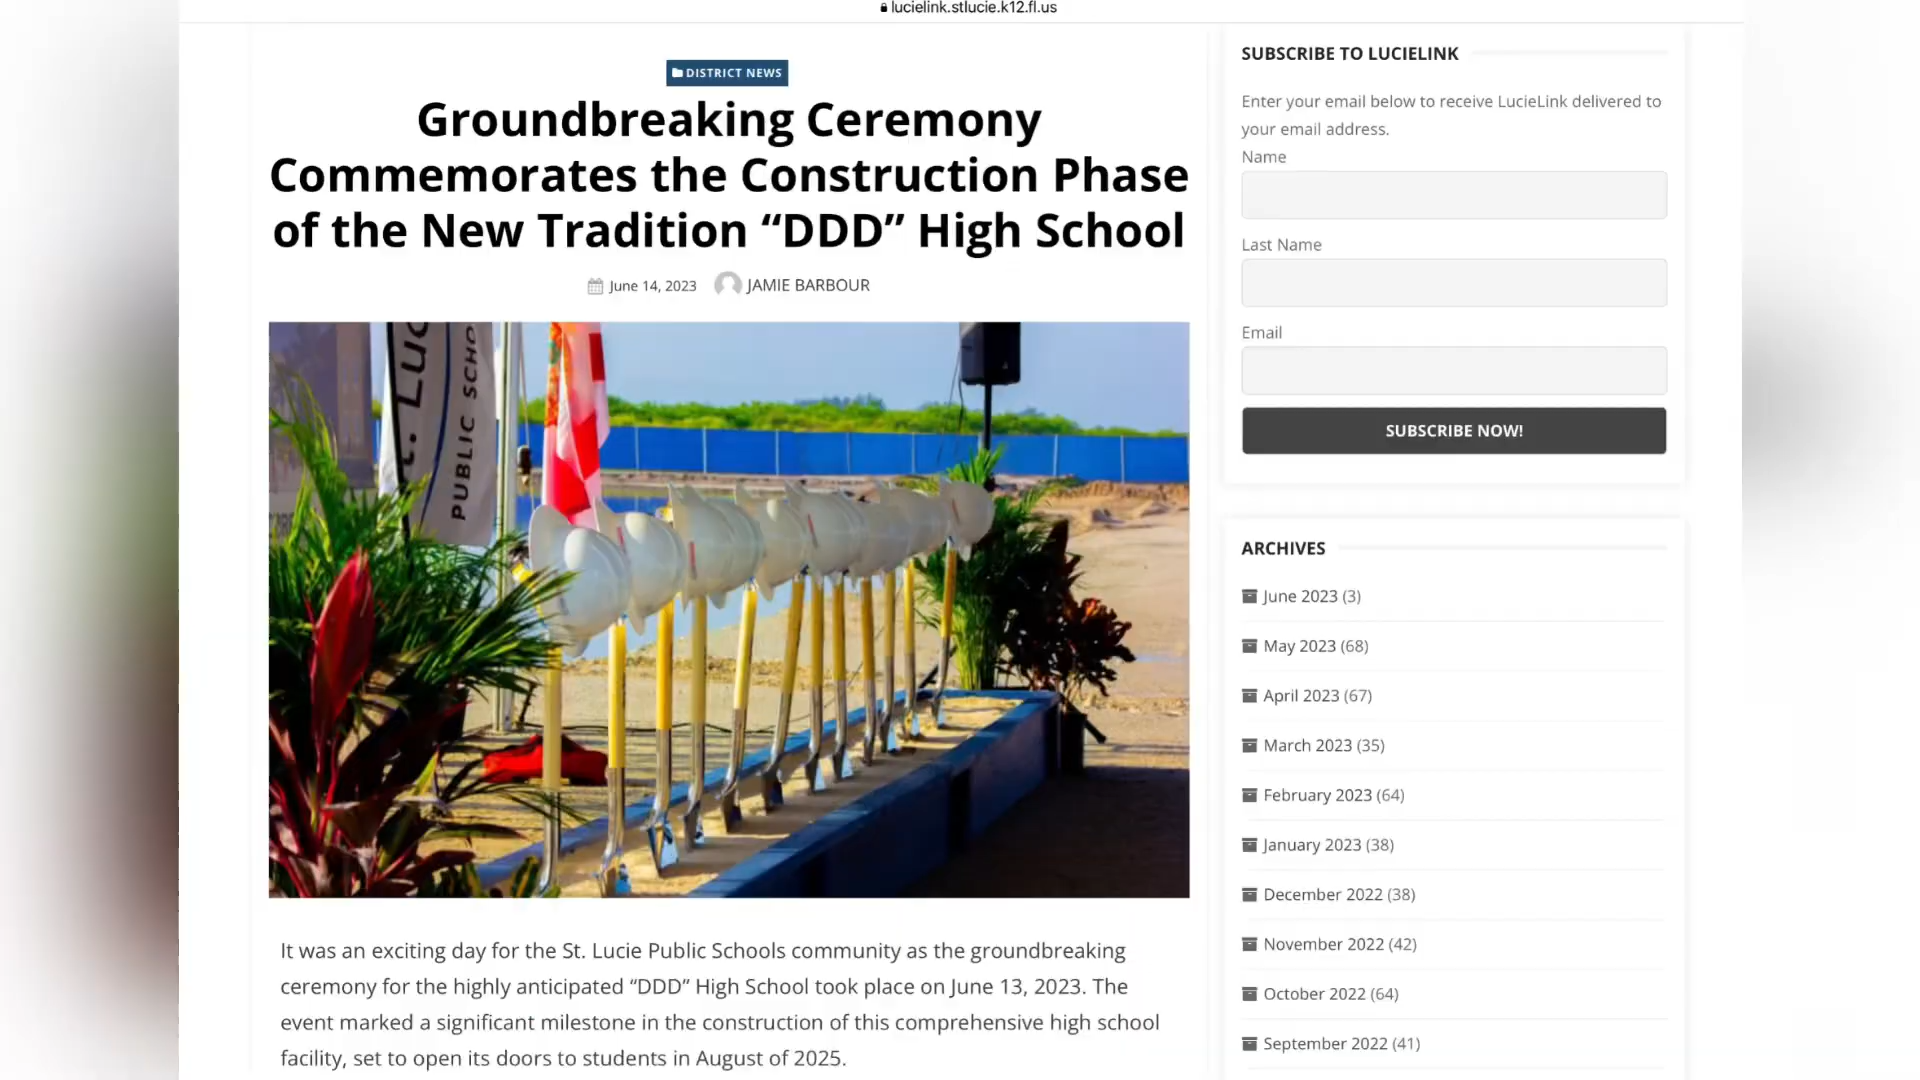 lucielink.stlucie.k12.fl.us
DISTRICT NEWS
Groundbreaking Ceremony
Commemorates the Construction Phase
of the New Tradition “DDD” High School
June 14, 2023 JAMIE BARBOUR
PUBLIC SCHO
It was an exciting day for the St. Lucie Public Schools community as the groundbreaking
ceremony for the highly anticipated “DDD” High School took place on June 13, 2023. The
event marked a significant milestone in the construction of this comprehensive high school
facility, set to open its doors to students in August of 2025.
SUBSCRIBE TO LUCIELINK
Enter your email below to receive LucieLink delivered to
your email address.
Name
Last Name
Email
SUBSCRIBE NOW!
ARCHIVES
June 2023 (3)
May 2023 (68)
April 2023 (67)
March 2023 (35)
February 2023 (64)
January 2023 (38)
December 2022 (38)
November 2022 (42)
October 2022 (64)
September 2022 (41)